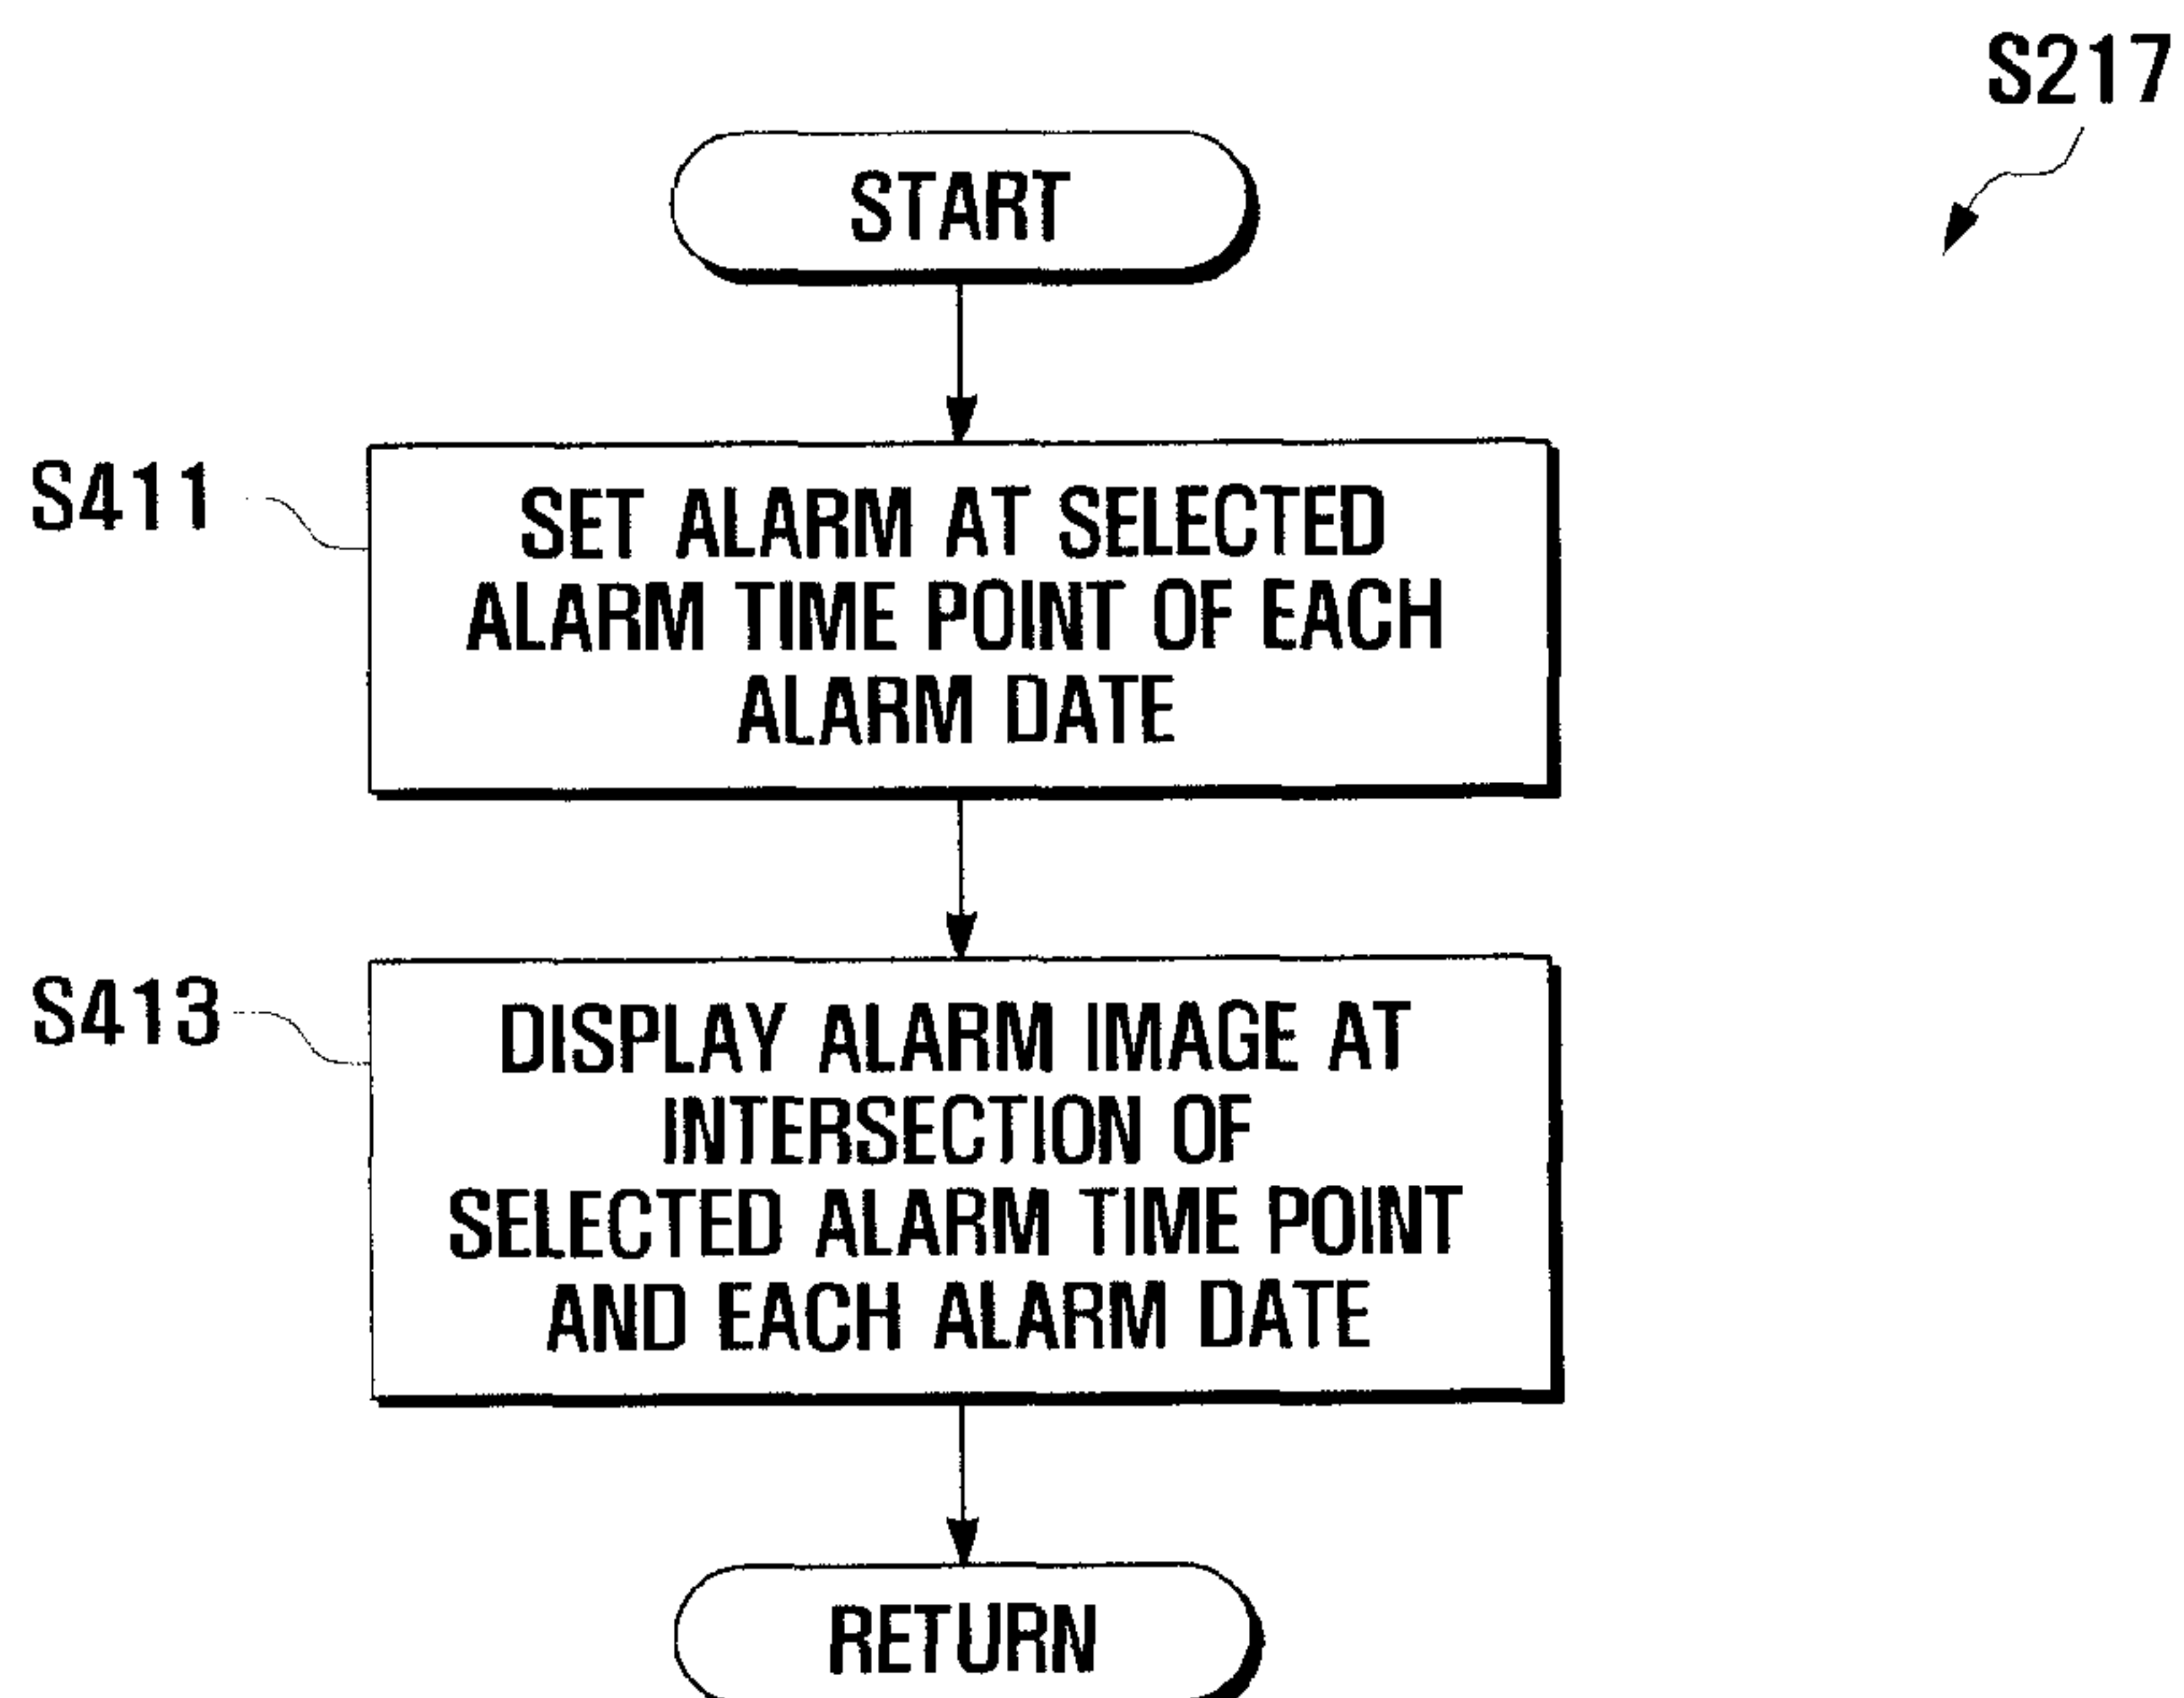 S217
START
S411
SET ALARM AT SELECTED
ALARM TIME POINT OF EACH
ALARM DATE
S413
DISPLAY ALARM IMAGE AT
INTERSECTION OF
SELECTED ALARM TIME POINT
AND EACH ALARM DATE
RETURN